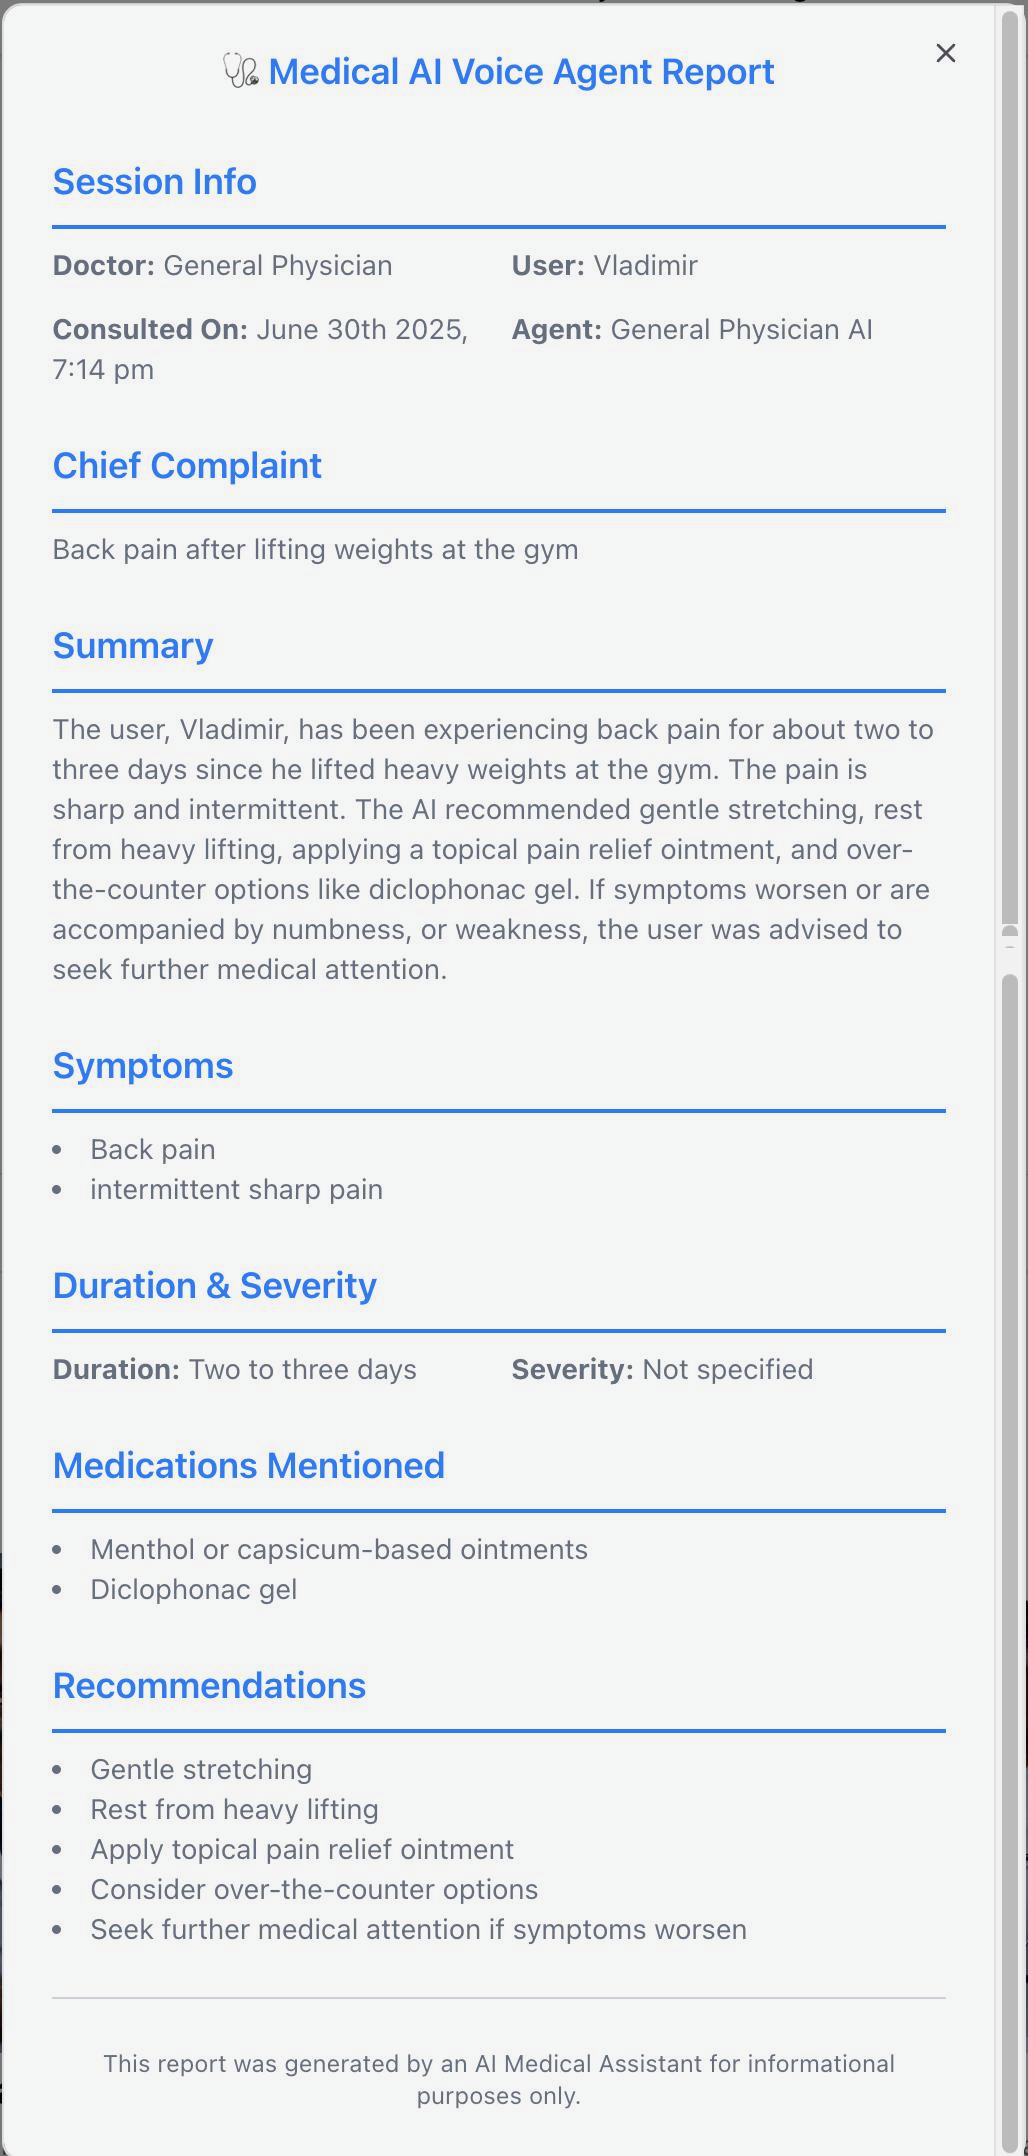 Medical AI Voice Agent Report
Session Info
Doctor: General Physician
User: Vladimir
Consulted On: June 30th 2025,
7:14 pm
Agent: General Physician AI
Chief Complaint
Back pain after lifting weights at the gym
Summary
The user, Vladimir, has been experiencing back pain for about two to
three days since he lifted heavy weights at the gym. The pain is
sharp and intermittent. The AI recommended gentle stretching, rest
from heavy lifting, applying a topical pain relief ointment, and over-
the-counter options like diclophonac gel. If symptoms worsen or are
accompanied by numbness, or weakness, the user was advised to
seek further medical attention.
Symptoms
• Back pain
• intermittent sharp pain
Duration & Severity
Duration: Two to three days
Severity: Not specified
Medications Mentioned
• Menthol or capsicum-based ointments
• Diclophonac gel
Recommendations
• Gentle stretching
• Rest from heavy lifting
• Apply topical pain relief ointment
• Consider over-the-counter options
• Seek further medical attention if symptoms worsen
This report was generated by an AI Medical Assistant for informational
purposes only.